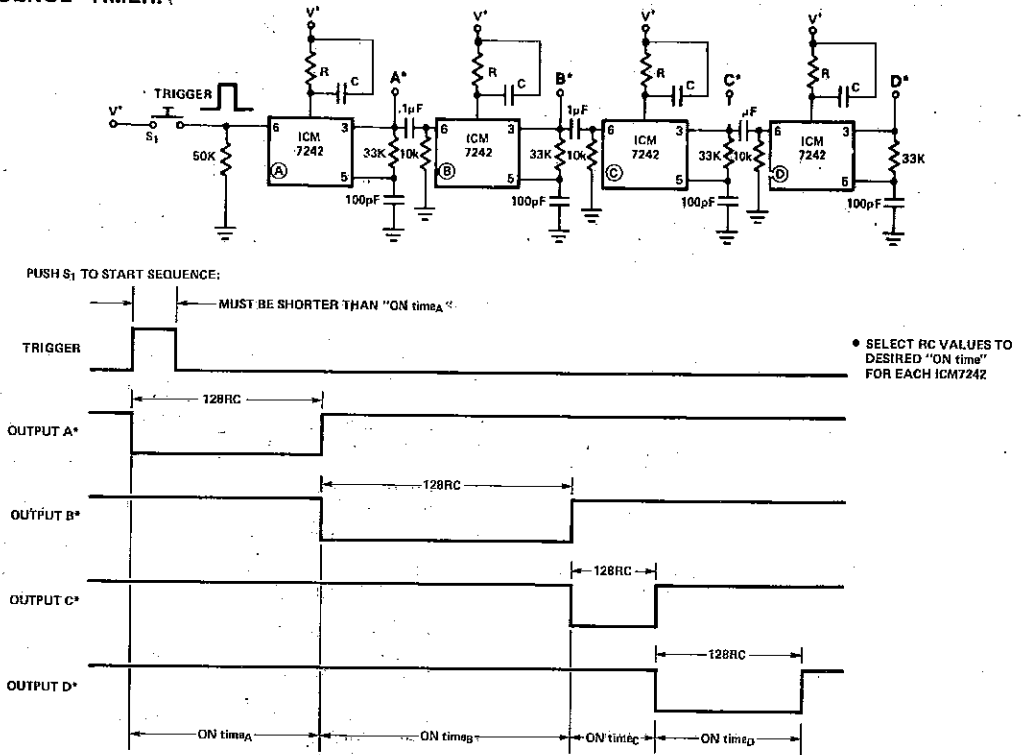 TIMER
V+ V+ V+ V+
R R R R
C C C C
A* B* C* D*
TRIGGER
V+
S1
50K
6 ICM 7242 3
A
5
.1µF
33K
10k
100pF
6 ICM 7242 3
B
5
1µF
33K
10k
100pF
6 ICM 7242 3
C
5
µF
33K
10k
100pF
6 ICM 7242 3
D
5
33K
100pF
PUSH S1 TO START SEQUENCE:
MUST BE SHORTER THAN "ON timeA"
TRIGGER
• SELECT RC VALUES TO
DESIRED "ON time"
FOR EACH ICM7242
128RC
OUTPUT A*
128RC
OUTPUT B*
128RC
OUTPUT C*
128RC
OUTPUT D*
ON timeA ON timeB ON timeC ON timeD